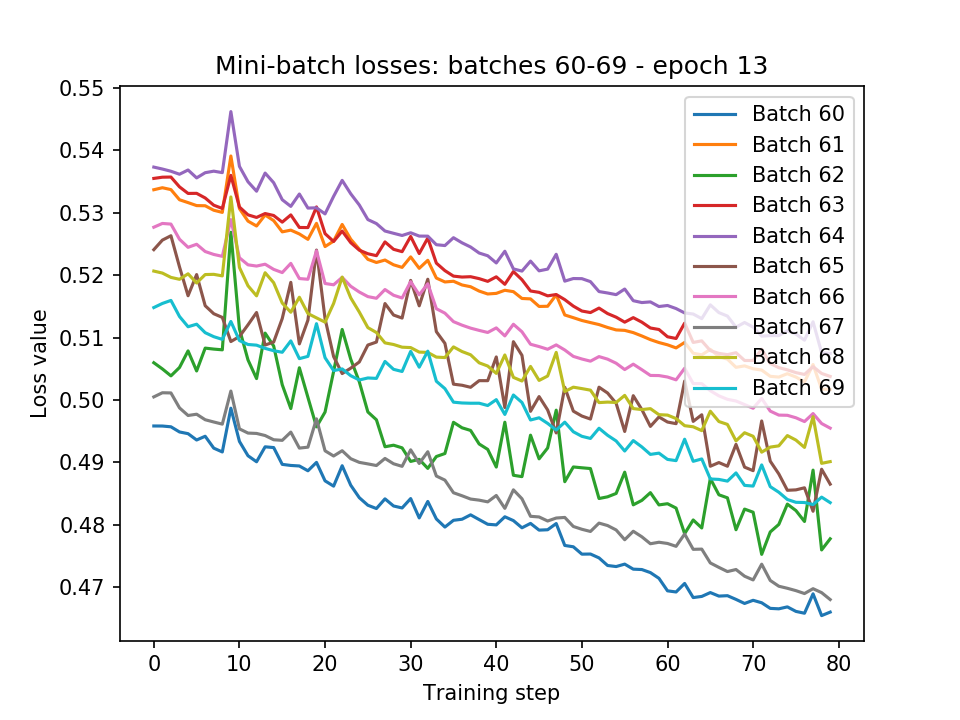 Mini-batch losses: batches 60-69 - epoch 13
0.55
0.54
0.53
0.52
0.51
0.50
0.49
0.48
0.47
Loss value
Batch 60
Batch 61
Batch 62
Batch 63
Batch 64
Batch 65
Batch 66
Batch 67
Batch 68
Batch 69
0 10 20 30 40 50 60 70 80
Training step